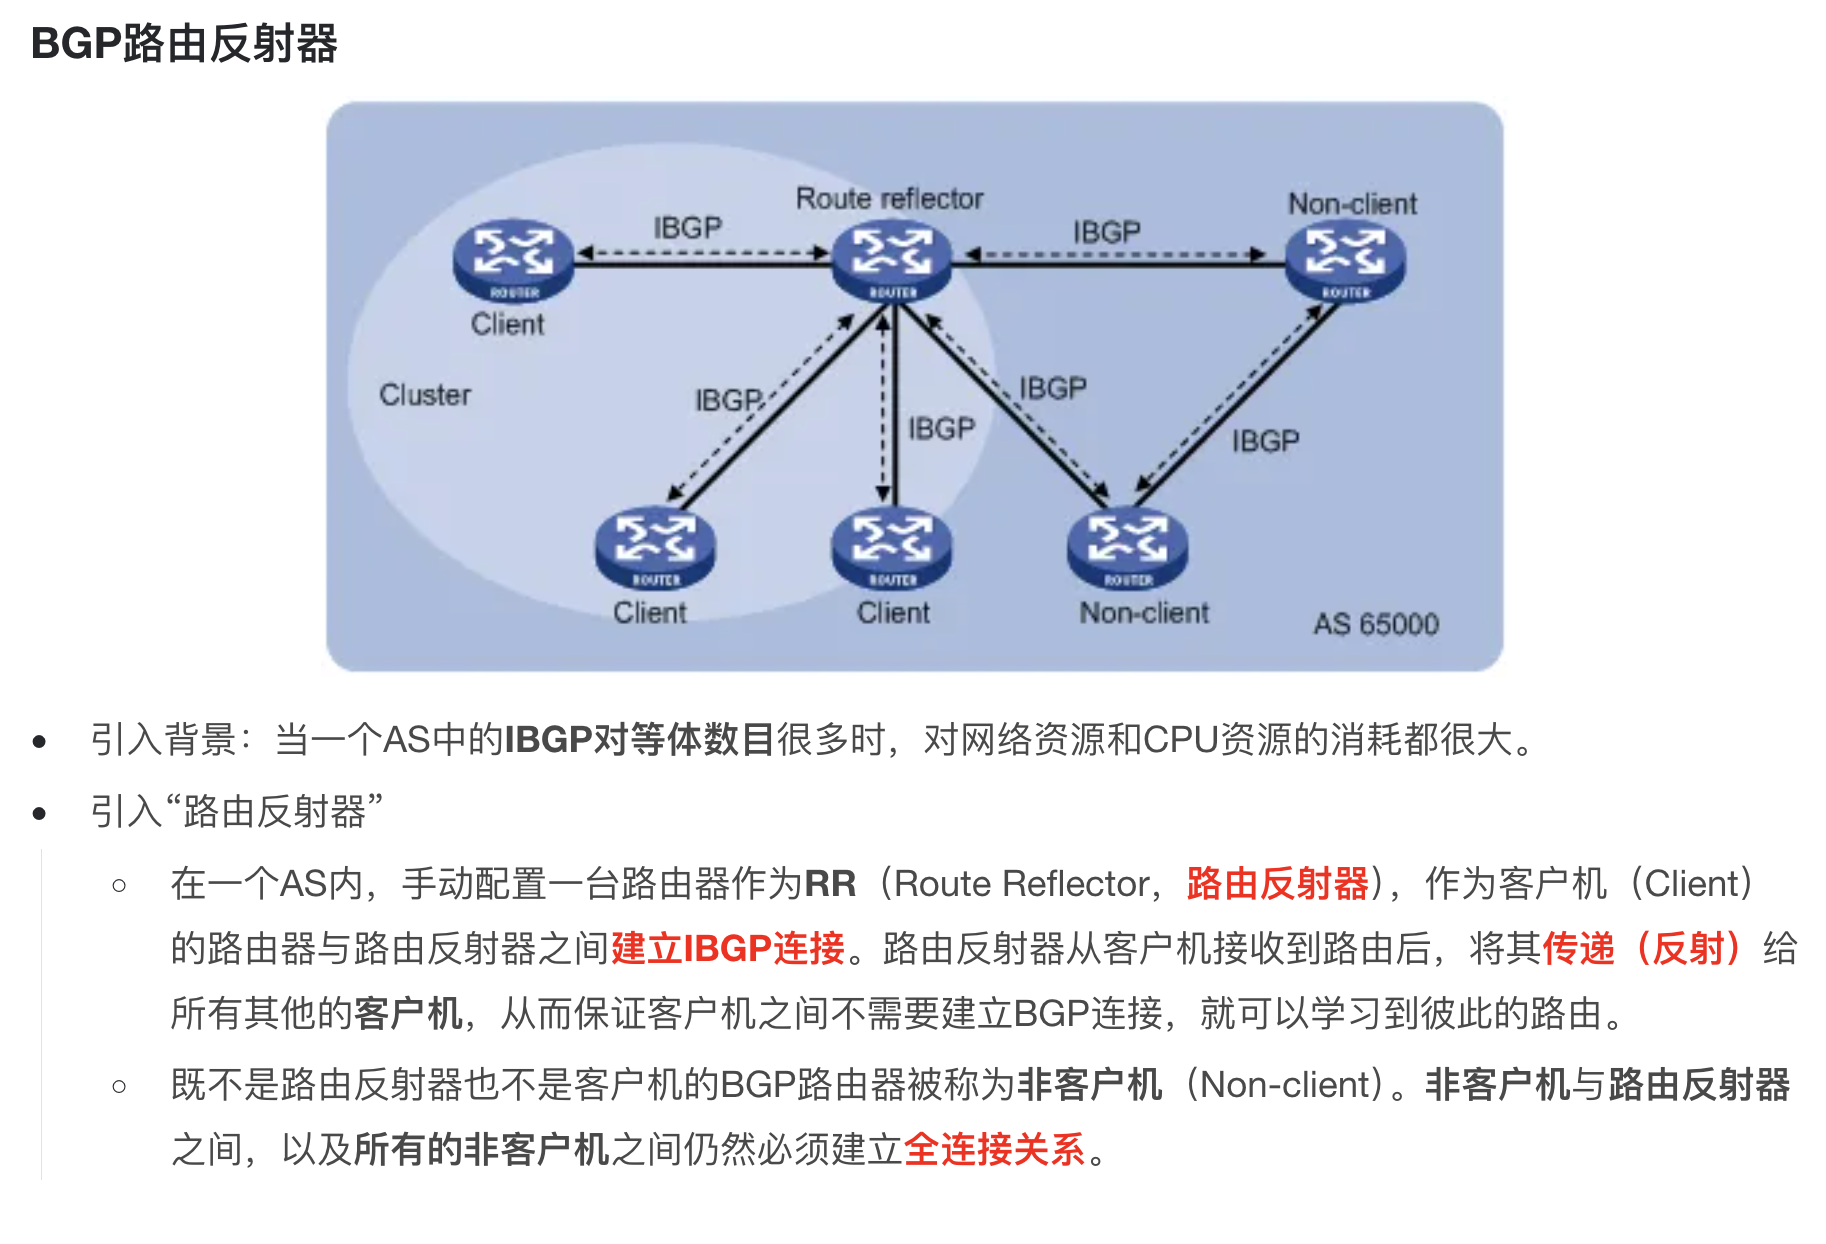 BGP路由反射器
Route reflector
Non-client
IBGP
IBGP
ROUTER
ROUTER
ROUTER
Client
Cluster
IBGP
IBGP
IBGP
IBGP
ROUTER
ROUTER
ROUTER
Client
Client
Non-client
AS 65000
引入背景：当一个AS中的IBGP对等体数目很多时，对网络资源和CPU资源的消耗都很大。
引入“路由反射器”
在一个AS内，手动配置一台路由器作为RR（Route Reflector，路由反射器），作为客户机（Client）
的路由器与路由反射器之间建立IBGP连接。路由反射器从客户机接收到路由后，将其传递（反射）给
所有其他的客户机，从而保证客户机之间不需要建立BGP连接，就可以学习到彼此的路由。
既不是路由反射器也不是客户机的BGP路由器被称为非客户机（Non-client）。非客户机与路由反射器
之间，以及所有的非客户机之间仍然必须建立全连接关系。